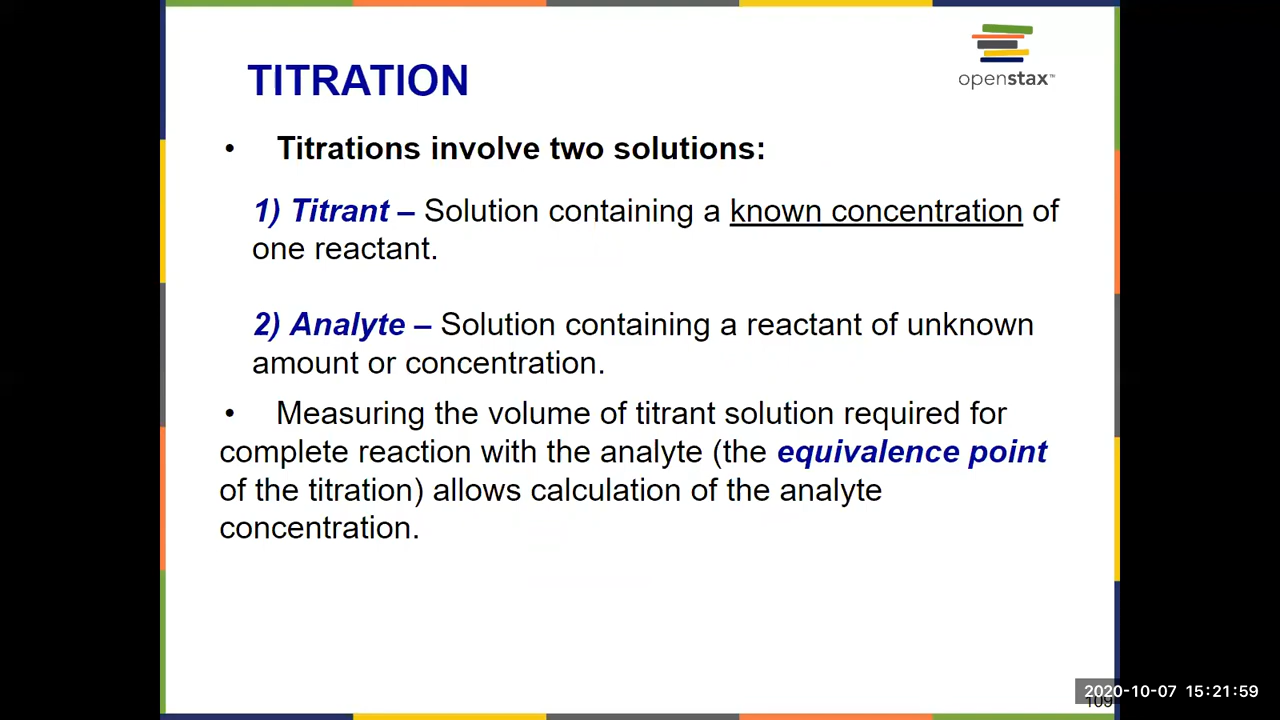 TITRATION
openstax™
• Titrations involve two solutions:
1) Titrant – Solution containing a known concentration of
one reactant.
2) Analyte – Solution containing a reactant of unknown
amount or concentration.
• Measuring the volume of titrant solution required for
complete reaction with the analyte (the equivalence point
of the titration) allows calculation of the analyte
concentration.
2020-10-07 15:21:59
109